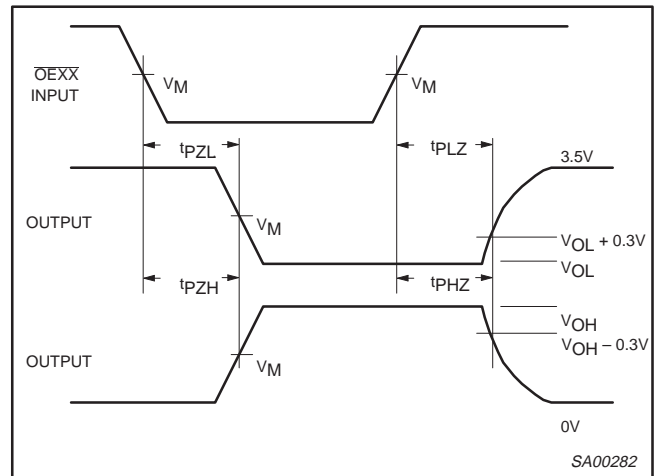 OEXX
INPUT
VM
VM
tPZL
tPLZ
3.5V
OUTPUT
VM
VOL + 0.3V
VOL
tPZH
tPHZ
VOH
VOH – 0.3V
OUTPUT
VM
0V
SA00282